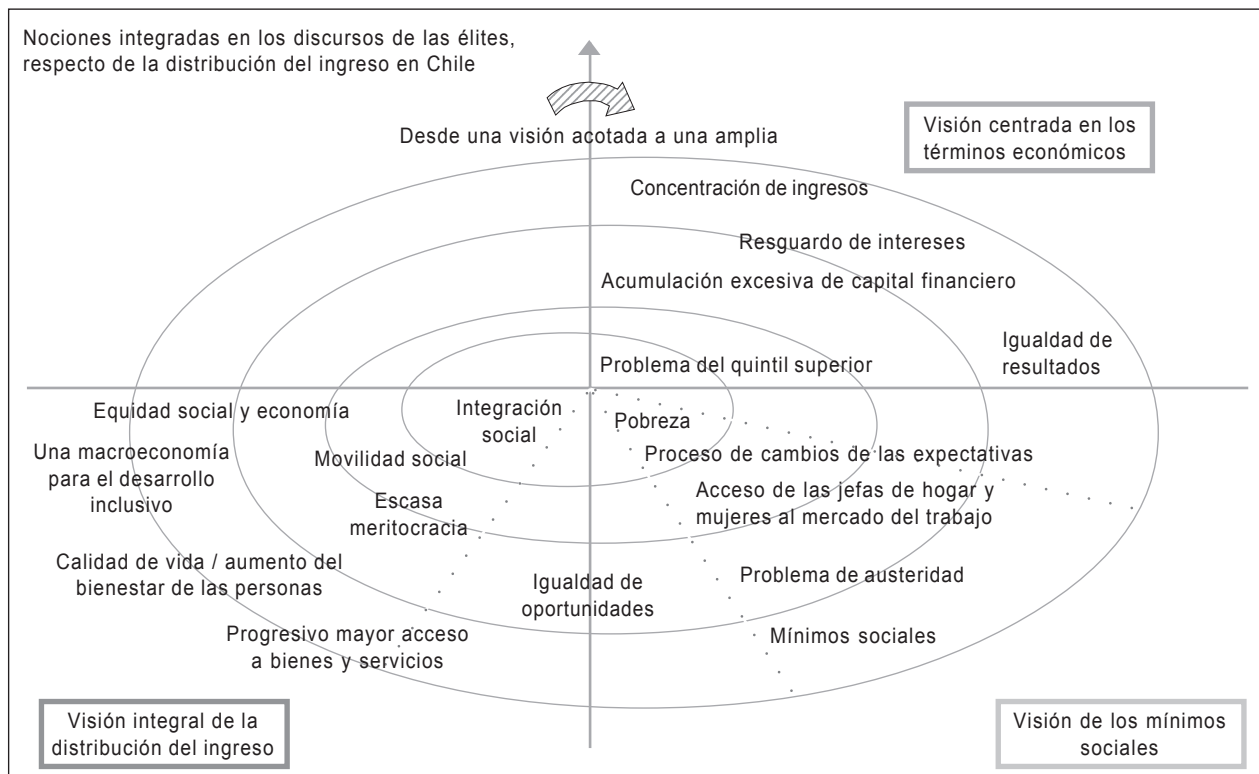 Nociones integradas en los discursos de las élites,
respecto de la distribución del ingreso en Chile
Desde una visión acotada a una amplia
Visión centrada en los
términos económicos
Concentración de ingresos
Resguardo de intereses
Acumulación excesiva de capital financiero
Igualdad de
resultados
Problema del quintil superior
Equidad social y economía
Integración
social
Pobreza
Una macroeconomía
para el desarrollo
inclusivo
Movilidad social
Proceso de cambios de las expectativas
Escasa
meritocracia
Acceso de las jefas de hogar y
mujeres al mercado del trabajo
Calidad de vida / aumento del
bienestar de las personas
Igualdad de
oportunidades
Problema de austeridad
Progresivo mayor acceso
a bienes y servicios
Mínimos sociales
Visión integral de la
distribución del ingreso
Visión de los mínimos
sociales